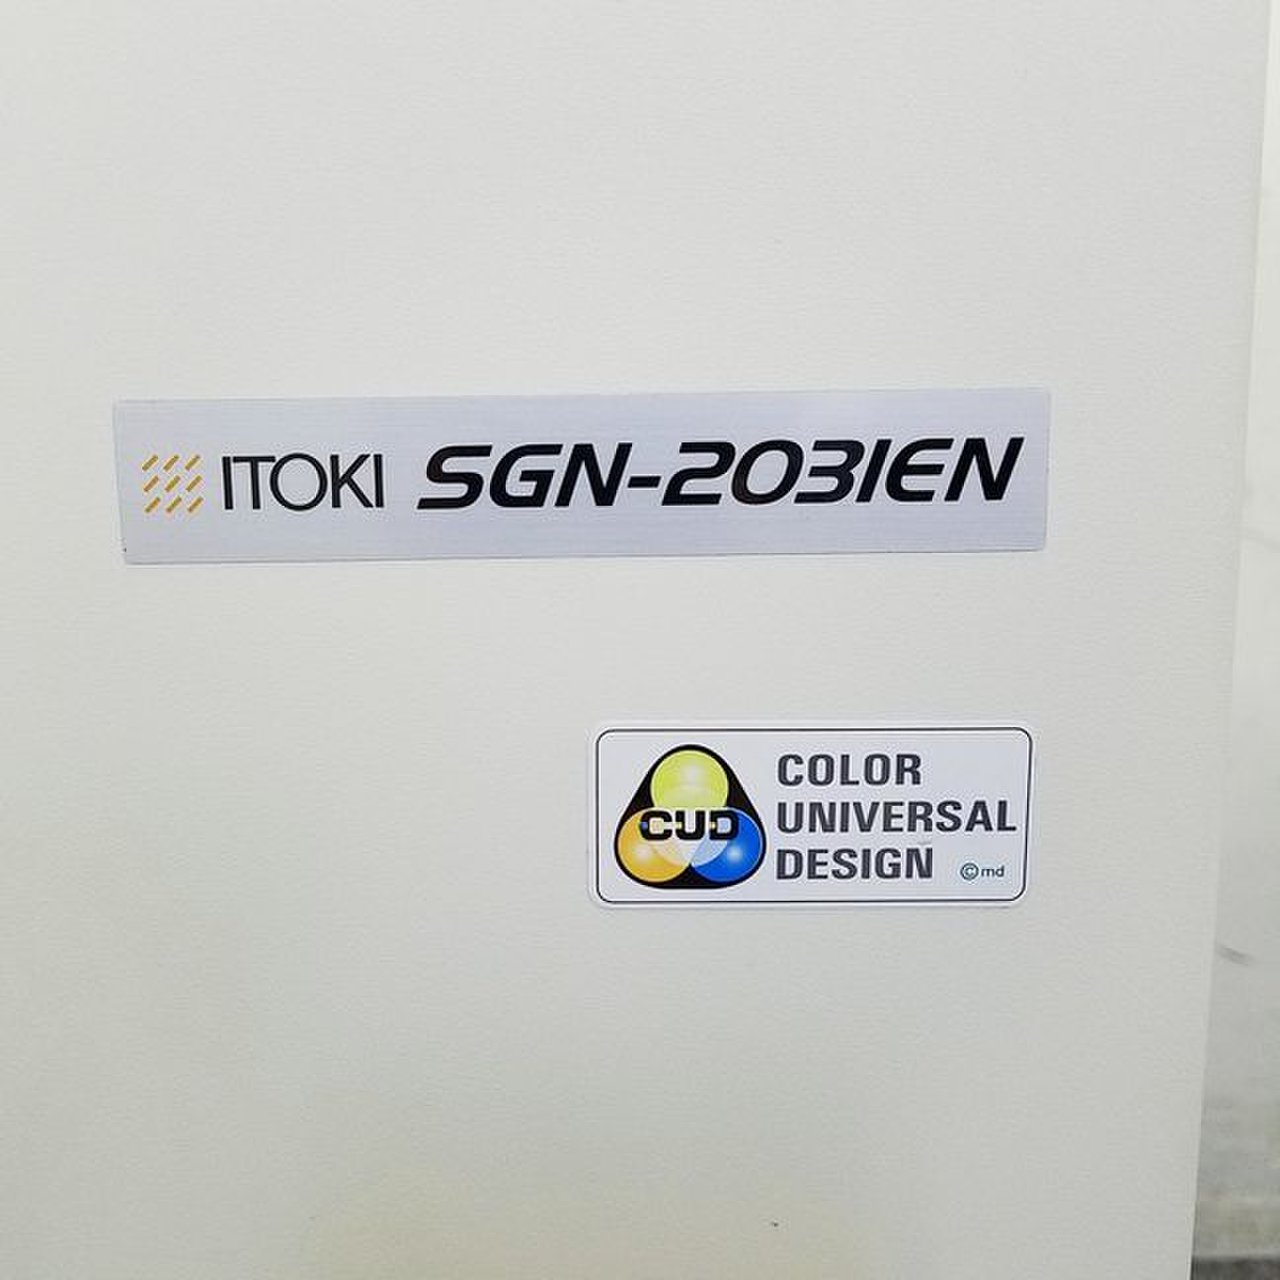 ITOKI SGN-2031EN
CUD
COLOR
UNIVERSAL
DESIGN ©md